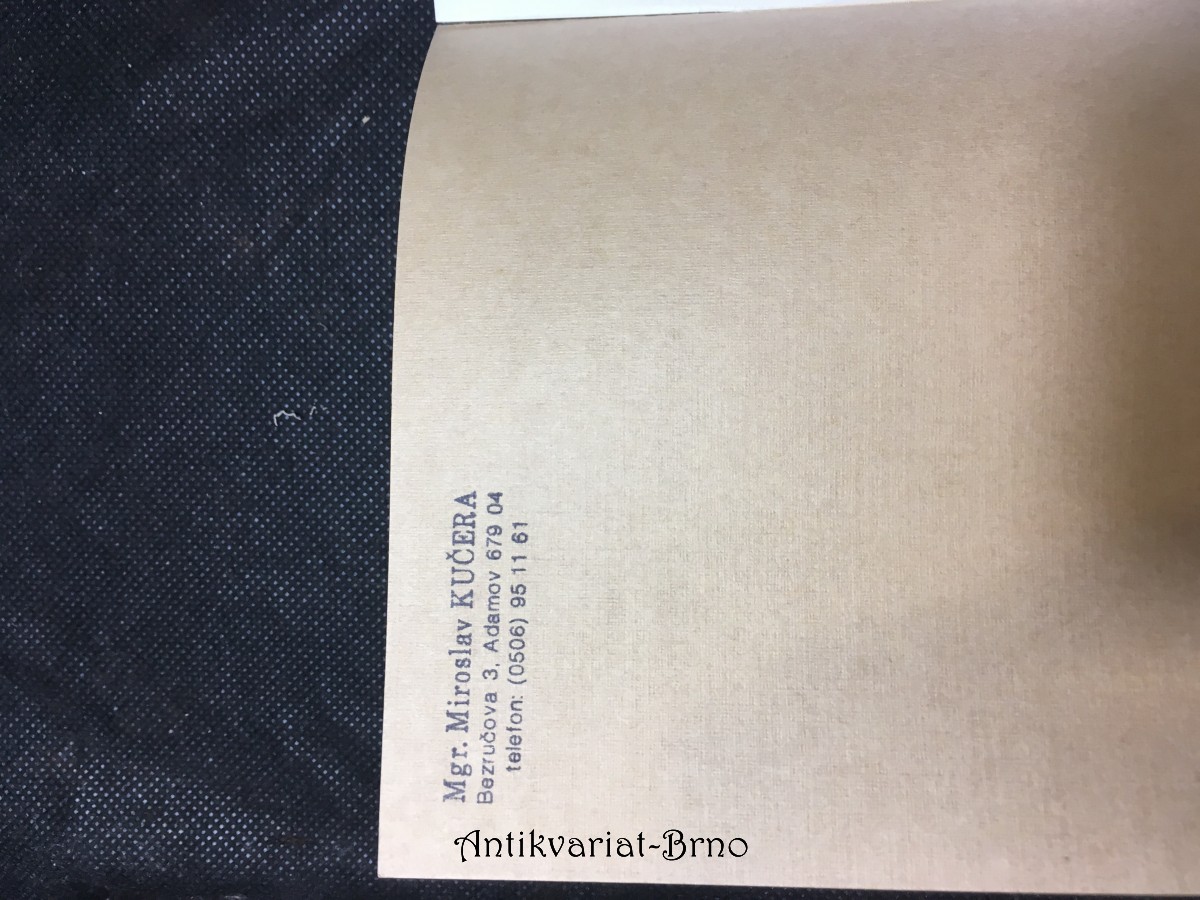 Mgr. Miroslav KUČERA
Bezručova 3, Adamov 679 04
telefon: (0506) 95 11 61
Antikvariat-Brno